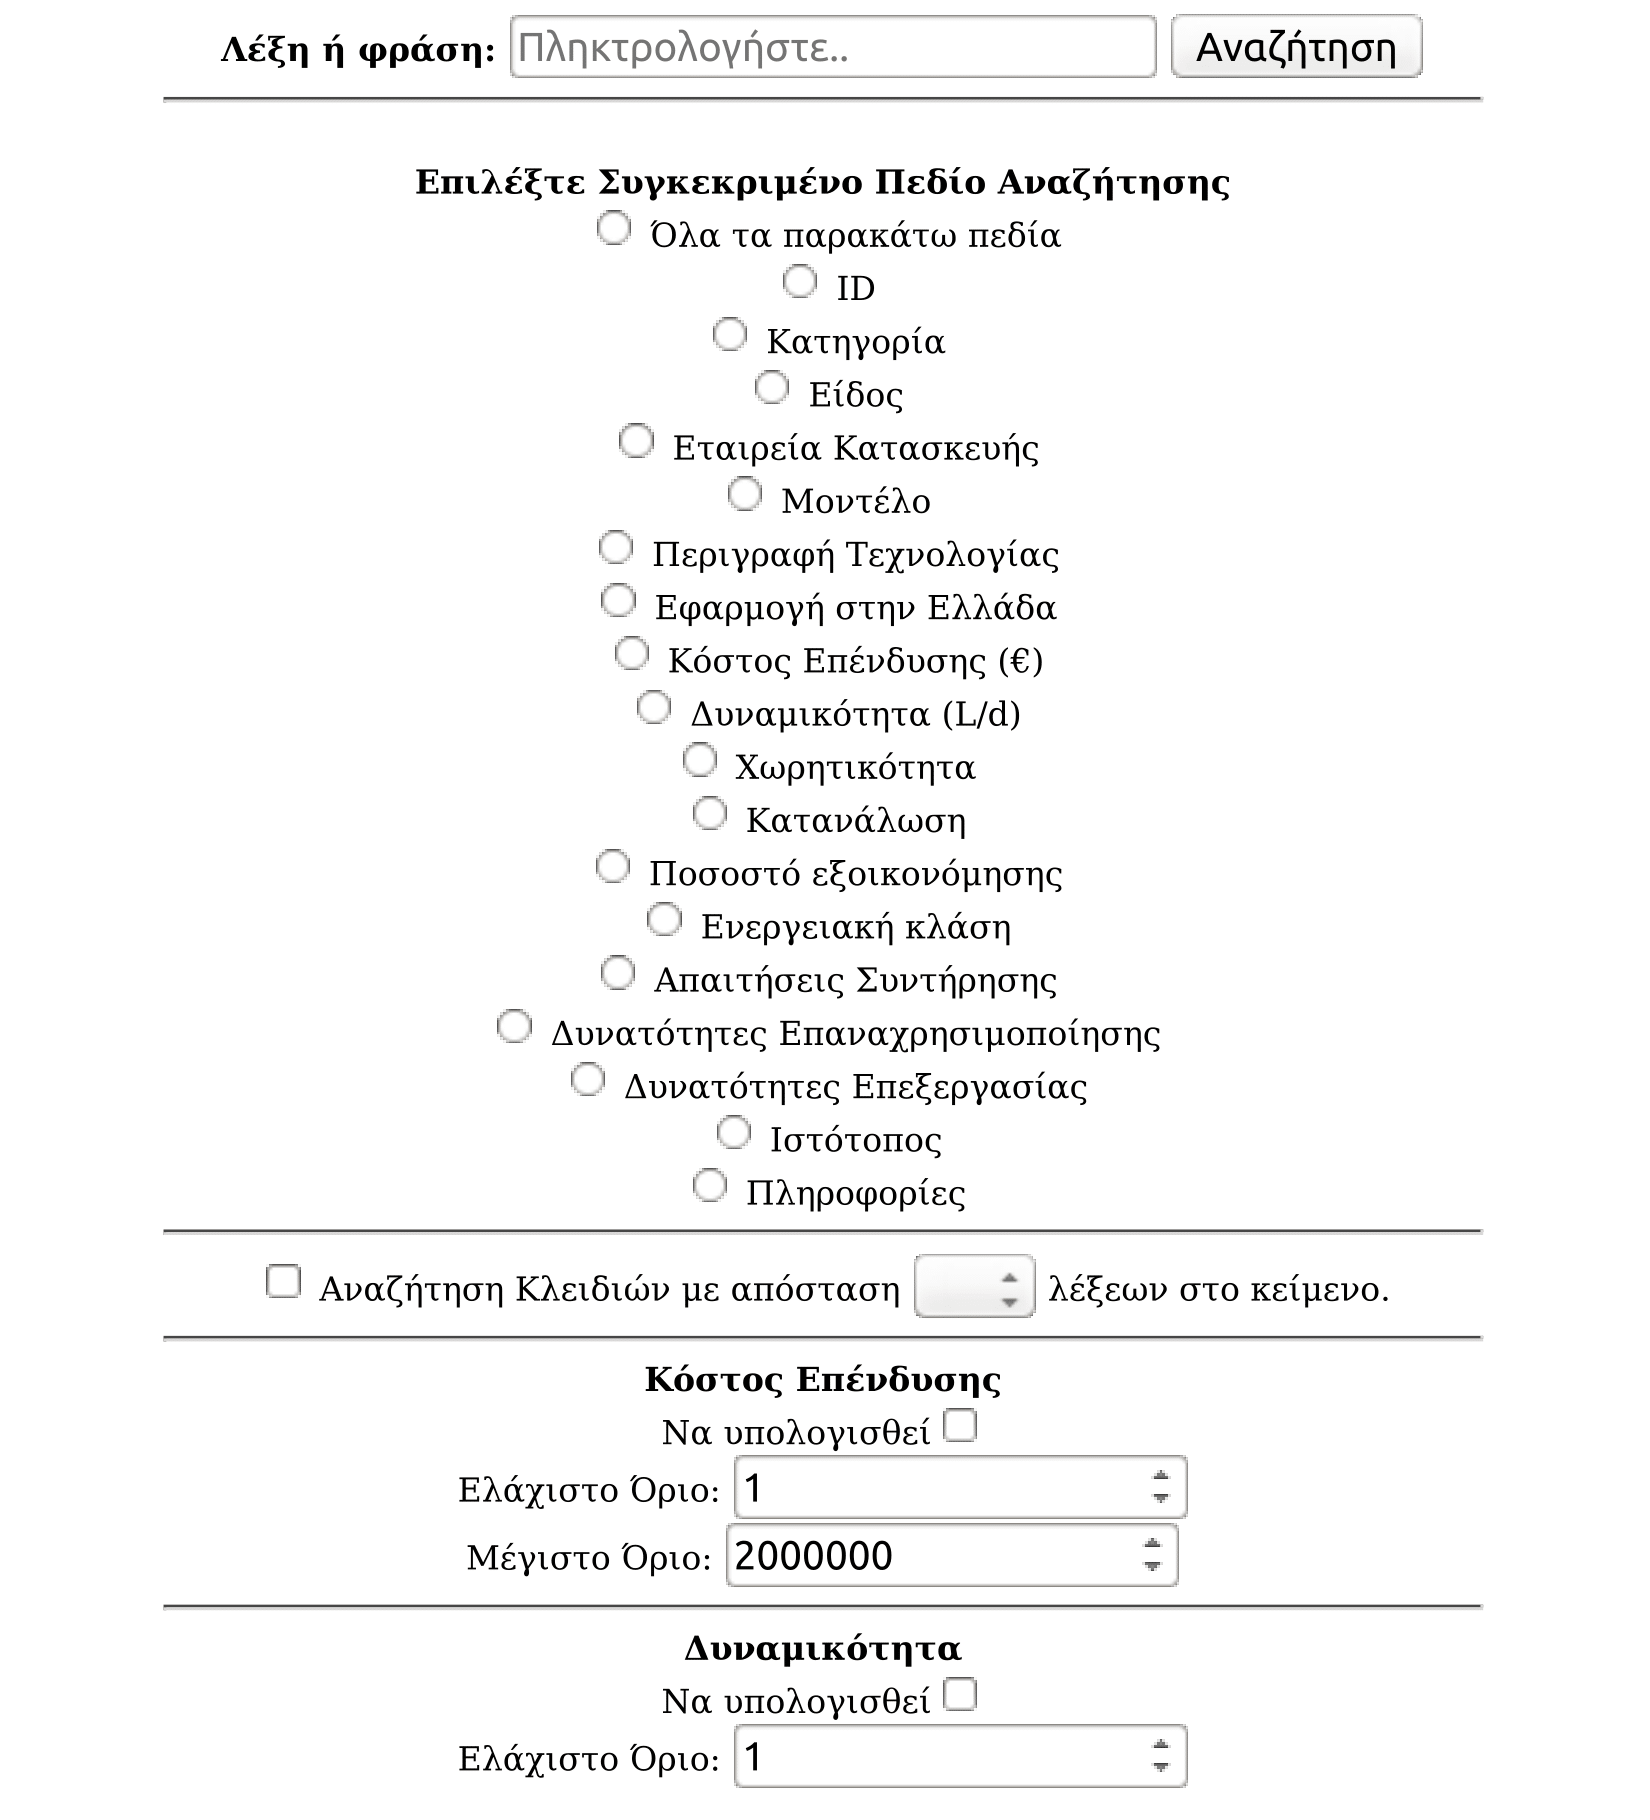 Λέξη ή φράση: Πληκτρολογήστε.. Αναζήτηση
Επιλέξτε Συγκεκριμένο Πεδίο Αναζήτησης
Όλα τα παρακάτω πεδία
ID
Κατηγορία
Είδος
Εταιρεία Κατασκευής
Μοντέλο
Περιγραφή Τεχνολογίας
Εφαρμογή στην Ελλάδα
Κόστος Επένδυσης (€)
Δυναμικότητα (L/d)
Χωρητικότητα
Κατανάλωση
Ποσοστό εξοικονόμησης
Ενεργειακή κλάση
Απαιτήσεις Συντήρησης
Δυνατότητες Επαναχρησιμοποίησης
Δυνατότητες Επεξεργασίας
Ιστότοπος
Πληροφορίες
Αναζήτηση Κλειδιών με απόσταση λέξεων στο κείμενο.
Κόστος Επένδυσης
Να υπολογισθεί
Ελάχιστο Όριο: 1
Μέγιστο Όριο: 2000000
Δυναμικότητα
Να υπολογισθεί
Ελάχιστο Όριο: 1